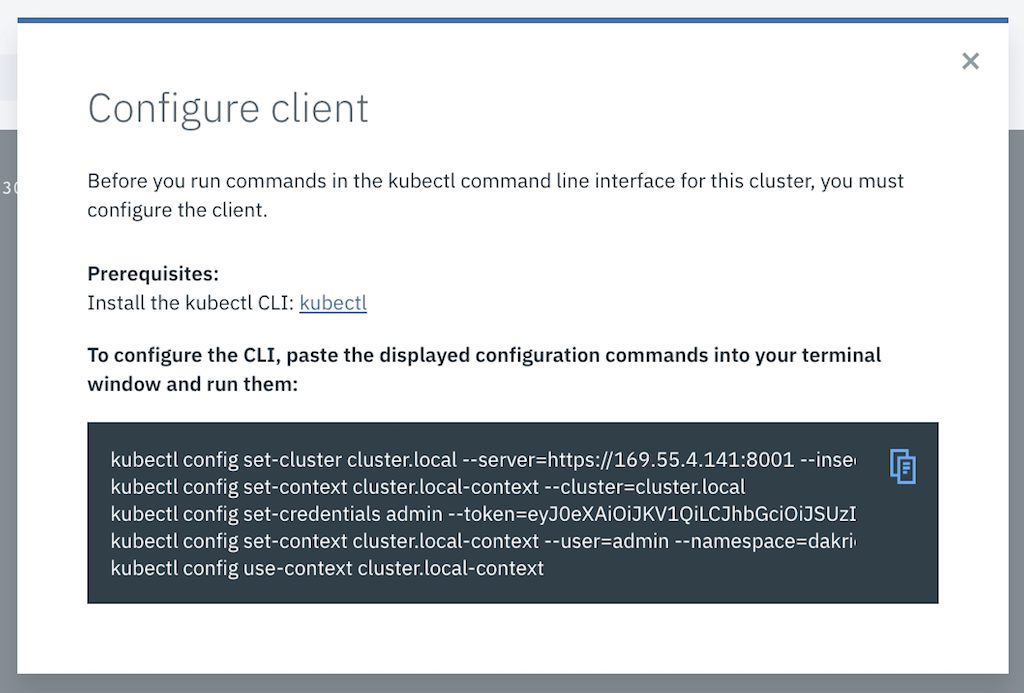 30
Configure client
Before you run commands in the kubectl command line interface for this cluster, you must
configure the client.
Prerequisites:
Install the kubectl CLI: kubectl
To configure the CLI, paste the displayed configuration commands into your terminal
window and run them:
kubectl config set-cluster cluster.local --server=https://169.55.4.141:8001 --inse
kubectl config set-context cluster.local-context --cluster=cluster.local
kubectl config set-credentials admin --token=eyJ0eXAiOiJKV1QiLCJhbGciOiJSUzI
kubectl config set-context cluster.local-context --user=admin --namespace=dakri
kubectl config use-context cluster.local-context